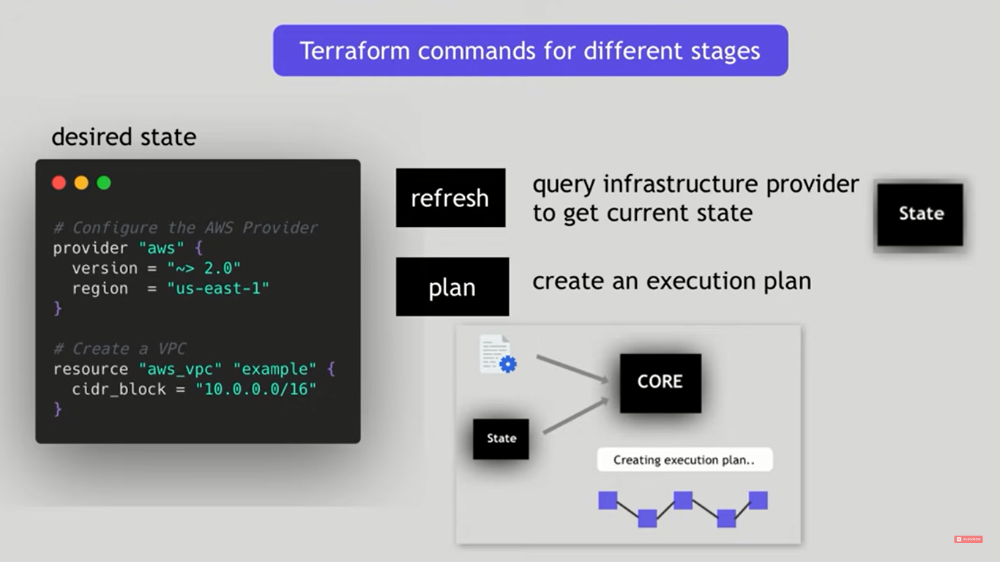 Terraform commands for different stages
desired state
# Configure the AWS Provider
provider "aws" {
  version = "~> 2.0"
  region  = "us-east-1"
}
# Create a VPC
resource "aws_vpc" "example" {
  cidr_block = "10.0.0.0/16"
}
refresh
query infrastructure provider
to get current state
State
plan
create an execution plan
CORE
State
Creating execution plan..
SUBSCRIBE